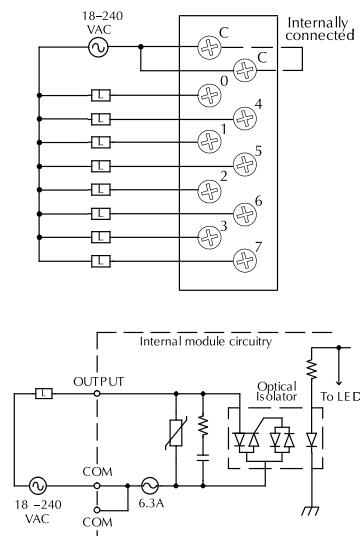 18–240
VAC
Internally
connected
C
C
0
L
4
L
1
L
5
L
2
L
6
L
3
L
7
L
Internal module circuitry
OUTPUT
Optical
Isolator
To LED
L
COM
18 –240
VAC
6.3A
COM